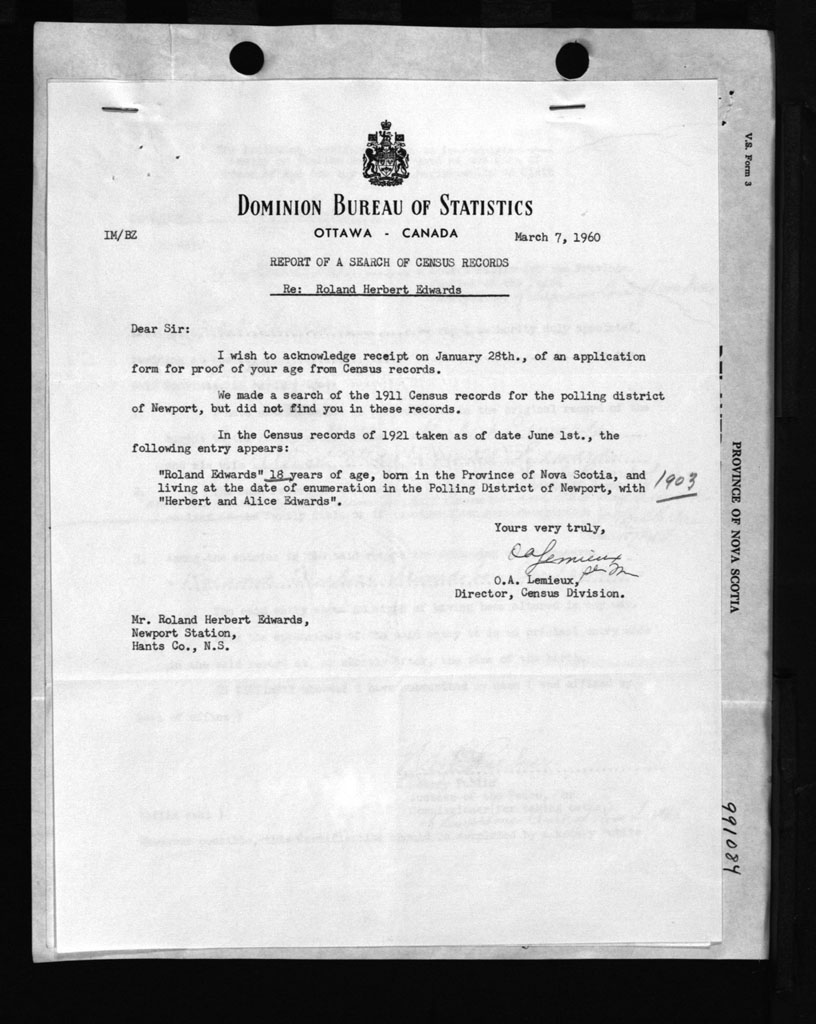 DOMINION BUREAU OF STATISTICS
OTTAWA - CANADA
IM/BZ
March 7, 1960
REPORT OF A SEARCH OF CENSUS RECORDS
Re: Roland Herbert Edwards
Dear Sir:
I wish to acknowledge receipt on January 28th., of an application
form for proof of your age from Census records.
We made a search of the 1911 Census records for the polling district
of Newport, but did not find you in these records.
In the Census records of 1921 taken as of date June 1st., the
following entry appears:
"Roland Edwards" 18 years of age, born in the Province of Nova Scotia, and
living at the date of enumeration in the Polling District of Newport, with
"Herbert and Alice Edwards".
1903
Yours very truly,
O.A. Lemieux,
Director, Census Division.
Mr. Roland Herbert Edwards,
Newport Station,
Hants Co., N.S.
V.S. Form 3
PROVINCE OF NOVA SCOTIA
991084